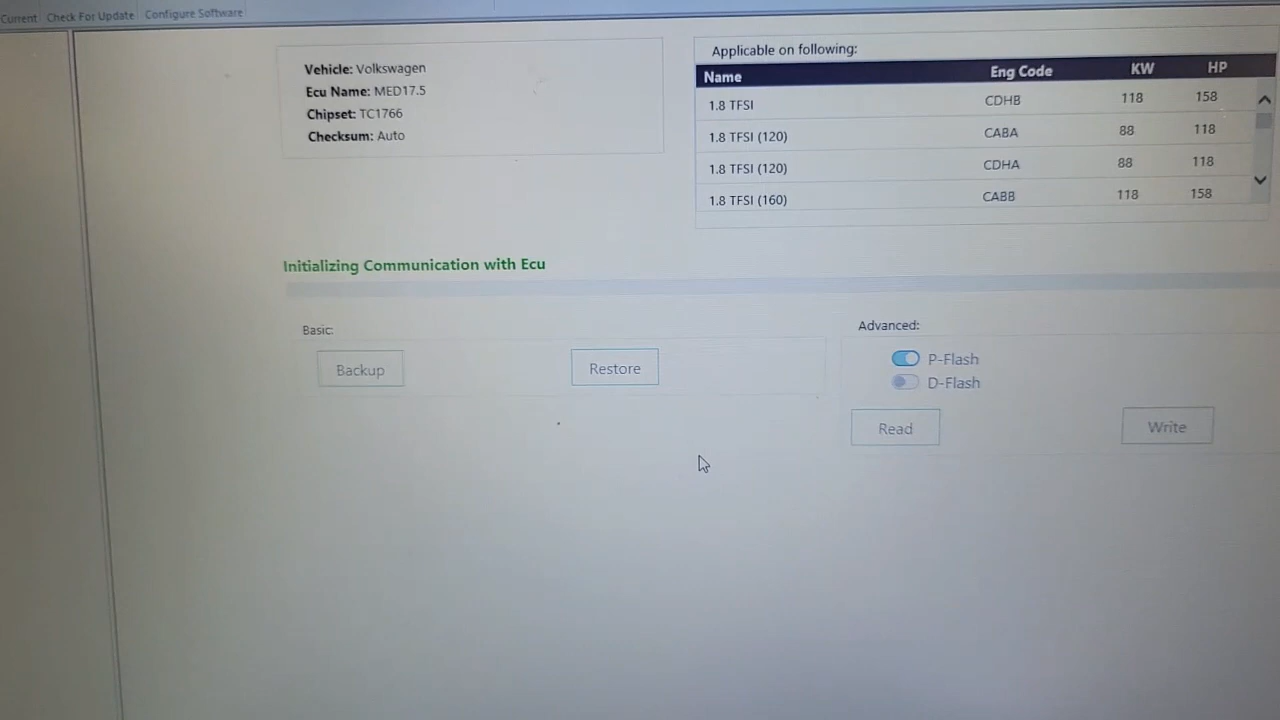 Current Check For Update Configure Software
Vehicle: Volkswagen
Ecu Name: MED17.5
Chipset: TC1766
Checksum: Auto
Applicable on following:
Name Eng Code KW HP
1.8 TFSI CDHB 118 158
1.8 TFSI (120) CABA 88 118
1.8 TFSI (120) CDHA 88 118
1.8 TFSI (160) CABB 118 158
Initializing Communication with Ecu
Basic:
Backup Restore
Advanced:
P-Flash
D-Flash
Read Write